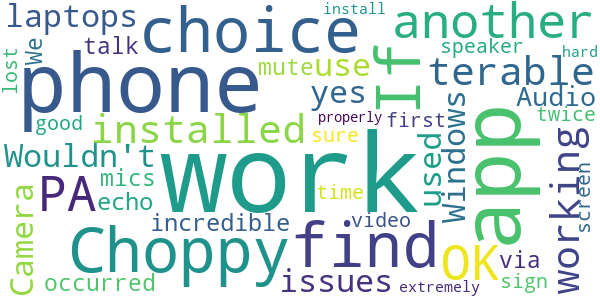 laptops
choice
install
another
lost
We
talk
phone
mute
use
If
speaker
hard
terable
yes
Audio
good
installed
properly
first
twice
sure
Wouldn't
work
used
Windows
app
working
screen
PA
mics
echo
time
Camera
incredible
video
Choppy
find
OK
via
occurred
issues
extremely
sign